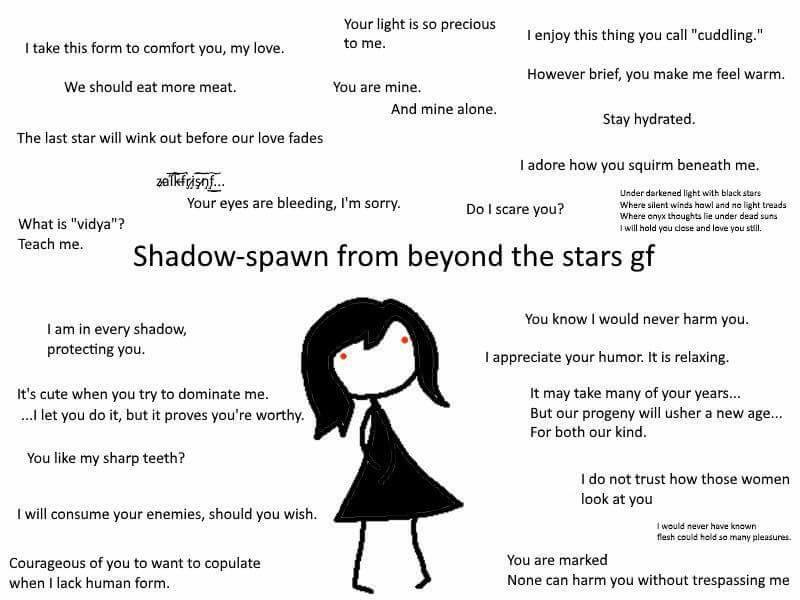 Your light is so precious
to me.
I take this form to comfort you, my love.
I enjoy this thing you call "cuddling."
We should eat more meat.
You are mine.
And mine alone.
However brief, you make me feel warm.
Stay hydrated.
The last star will wink out before our love fades
I adore how you squirm beneath me.
Your eyes are bleeding, I'm sorry.
Do I scare you?
Under darkened light with black stars
Where silent winds howl and no light treads
Where onyx thoughts lie under dead suns
I will hold you close and love you still.
What is "vidya"?
Teach me.
Shadow-spawn from beyond the stars gf
I am in every shadow,
protecting you.
You know I would never harm you.
I appreciate your humor. It is relaxing.
It's cute when you try to dominate me.
...I let you do it, but it proves you're worthy.
It may take many of your years...
But our progeny will usher a new age...
For both our kind.
You like my sharp teeth?
I do not trust how those women
look at you
I will consume your enemies, should you wish.
I would never have known
flesh could hold so many pleasures.
Courageous of you to want to copulate
when I lack human form.
You are marked
None can harm you without trespassing me